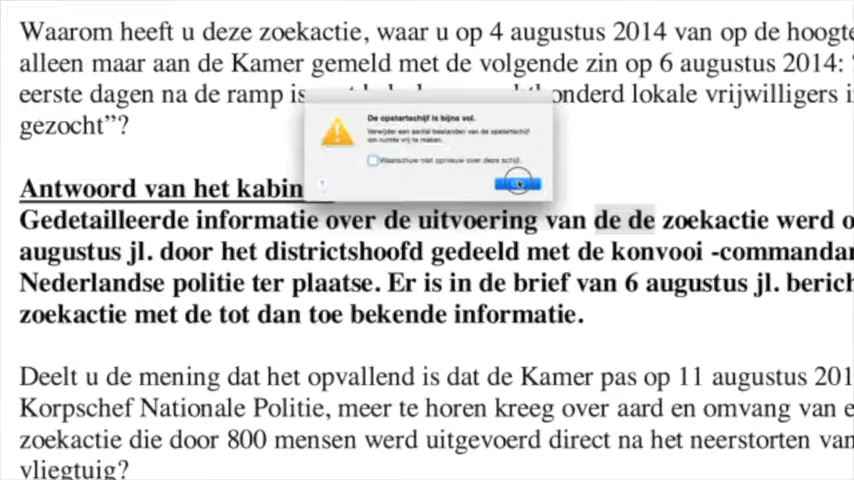 Waarom heeft u deze zoekactie, waar u op 4 augustus 2014 van op de hoogte
alleen maar aan de Kamer gemeld met de volgende zin op 6 augustus 2014:
eerste dagen na de ramp is honderd lokale vrijwilligers
gezocht”?
De opstartschijf is bijna vol.
Verwijder een aantal bestanden van de opstartschijf
om ruimte vrij te maken.
Waarschuw niet opnieuw over deze schijf.
?
Antwoord van het kabin
Gedetailleerde informatie over de uitvoering van de de zoekactie werd o
augustus jl. door het districtshoofd gedeeld met de konvooi -commandan
Nederlandse politie ter plaatse. Er is in de brief van 6 augustus jl. berich
zoekactie met de tot dan toe bekende informatie.
Deelt u de mening dat het opvallend is dat de Kamer pas op 11 augustus 201
Korpschef Nationale Politie, meer te horen kreeg over aard en omvang van e
zoekactie die door 800 mensen werd uitgevoerd direct na het neerstorten van
vliegtuig?